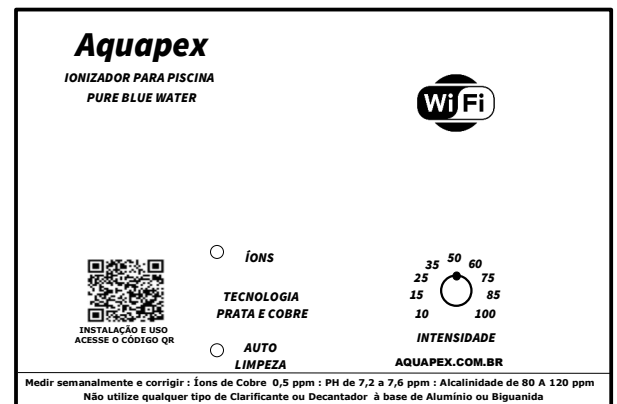 Aquapex
IONIZADOR PARA PISCINA
PURE BLUE WATER
Wi Fi
ÍONS
TECNOLOGIA
PRATA E COBRE
AUTO
LIMPEZA
INSTALAÇÃO E USO
ACESSE O CÓDIGO QR
50
35 60
25 75
15 85
10 100
INTENSIDADE
AQUAPEX.COM.BR
Medir semanalmente e corrigir : Íons de Cobre 0,5 ppm : PH de 7,2 a 7,6 ppm : Alcalinidade de 80 A 120 ppm
Não utilize qualquer tipo de Clarificante ou Decantador à base de Alumínio ou Biguanida